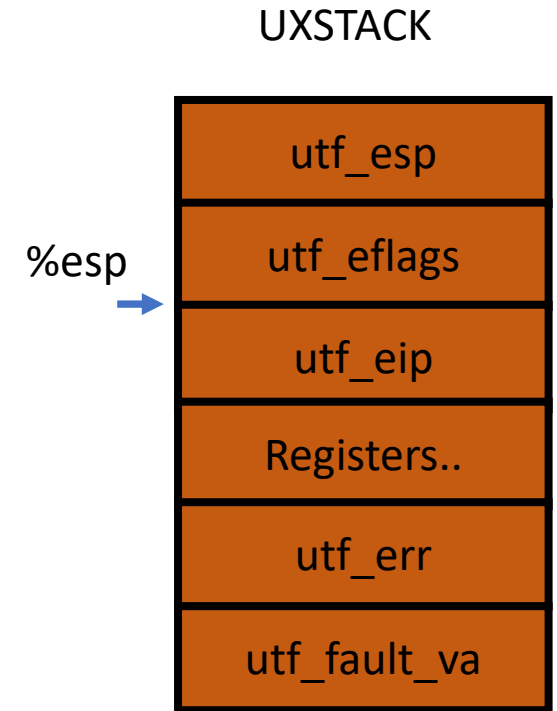 UXSTACK
utf_esp
%esp
utf_eflags
utf_eip
Registers..
utf_err
utf_fault_va